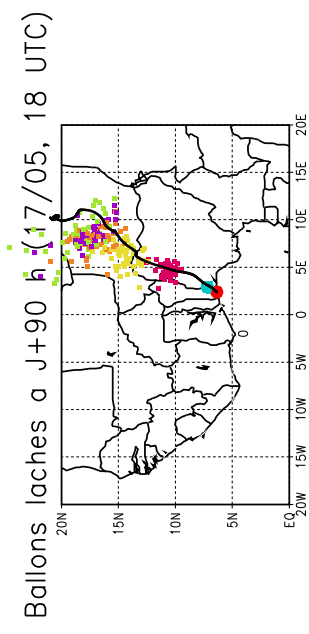 Ballons laches a J+90 h (17/05, 18 UTC)
20N
15N
10N
5N
EQ
20W
15W
10W
5W
0
5E
10E
15E
20E
0